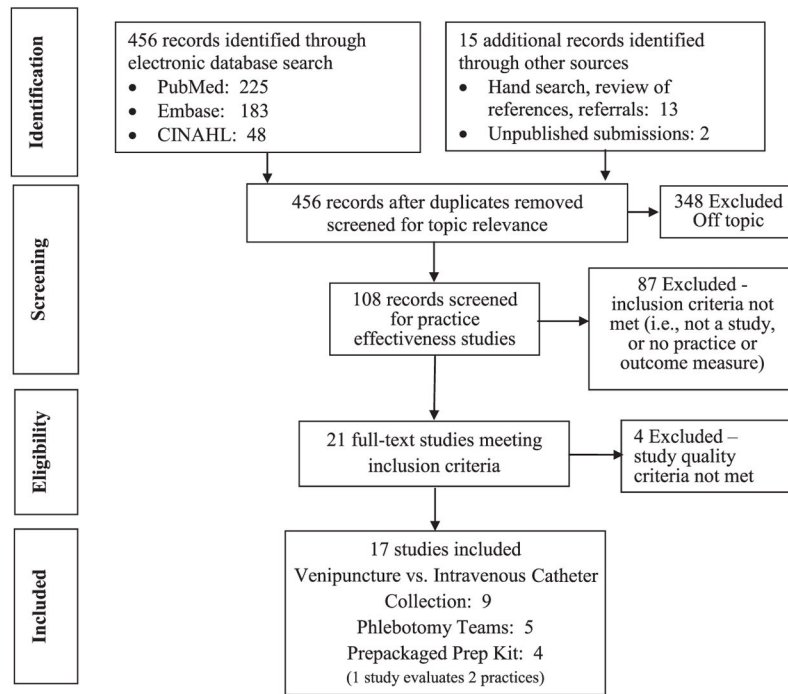 Identification
456 records identified through
electronic database search
• PubMed: 225
• Embase: 183
• CINAHL: 48
15 additional records identified
through other sources
• Hand search, review of
references, referrals: 13
• Unpublished submissions: 2
Screening
456 records after duplicates removed
screened for topic relevance
348 Excluded
Off topic
108 records screened
for practice
effectiveness studies
87 Excluded -
inclusion criteria not
met (i.e., not a study,
or no practice or
outcome measure)
Eligibility
21 full-text studies meeting
inclusion criteria
4 Excluded –
study quality
criteria not met
Included
17 studies included
Venipuncture vs. Intravenous Catheter
Collection: 9
Phlebotomy Teams: 5
Prepackaged Prep Kit: 4
(1 study evaluates 2 practices)